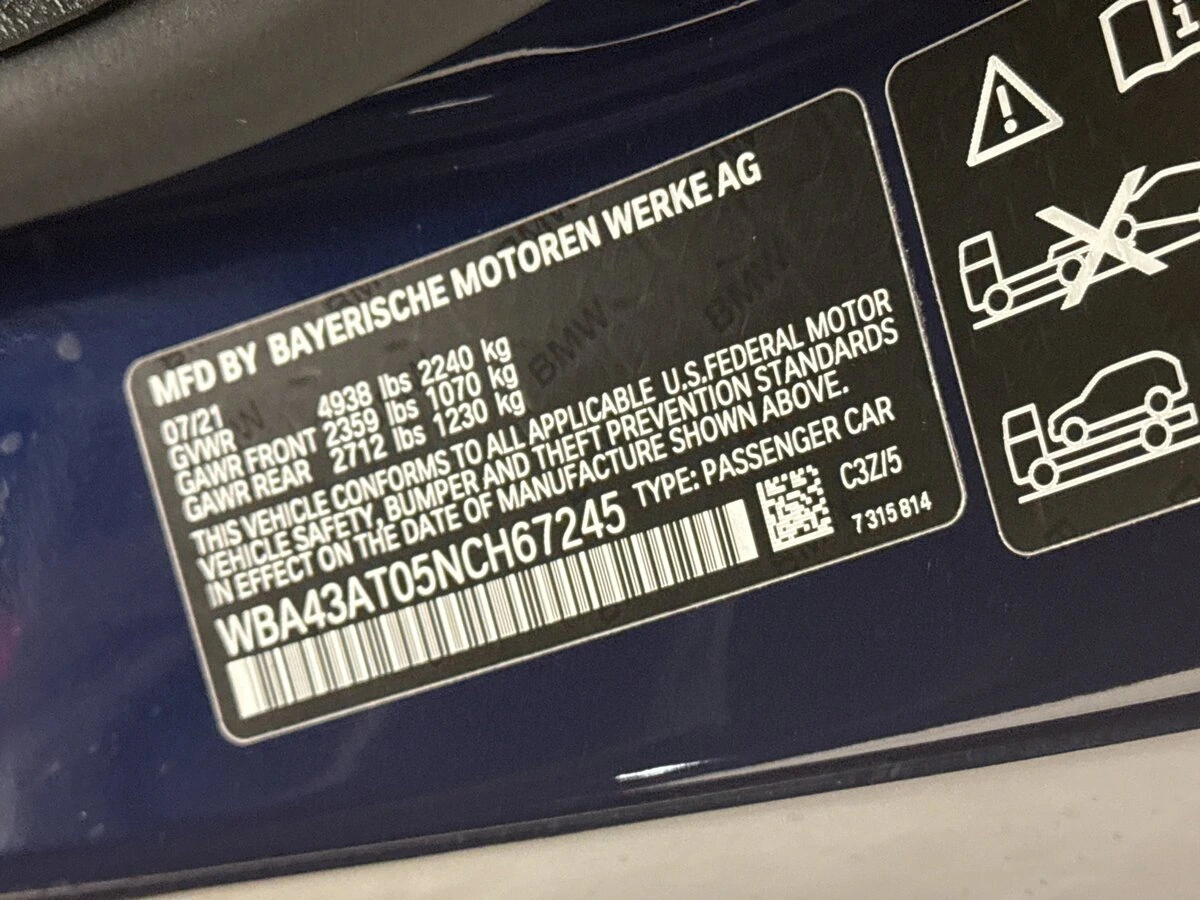 MFD BY BAYERISCHE MOTOREN WERKE AG
07/21
GVWR 4938 lbs 2240 kg
GAWR FRONT 2359 lbs 1070 kg
GAWR REAR 2712 lbs 1230 kg
THIS VEHICLE CONFORMS TO ALL APPLICABLE U.S.FEDERAL MOTOR
VEHICLE SAFETY, BUMPER AND THEFT PREVENTION STANDARDS
IN EFFECT ON THE DATE OF MANUFACTURE SHOWN ABOVE.
WBA43AT05NCH67245 TYPE: PASSENGER CAR
C3Z/5
7 315 814
BMW
BMW